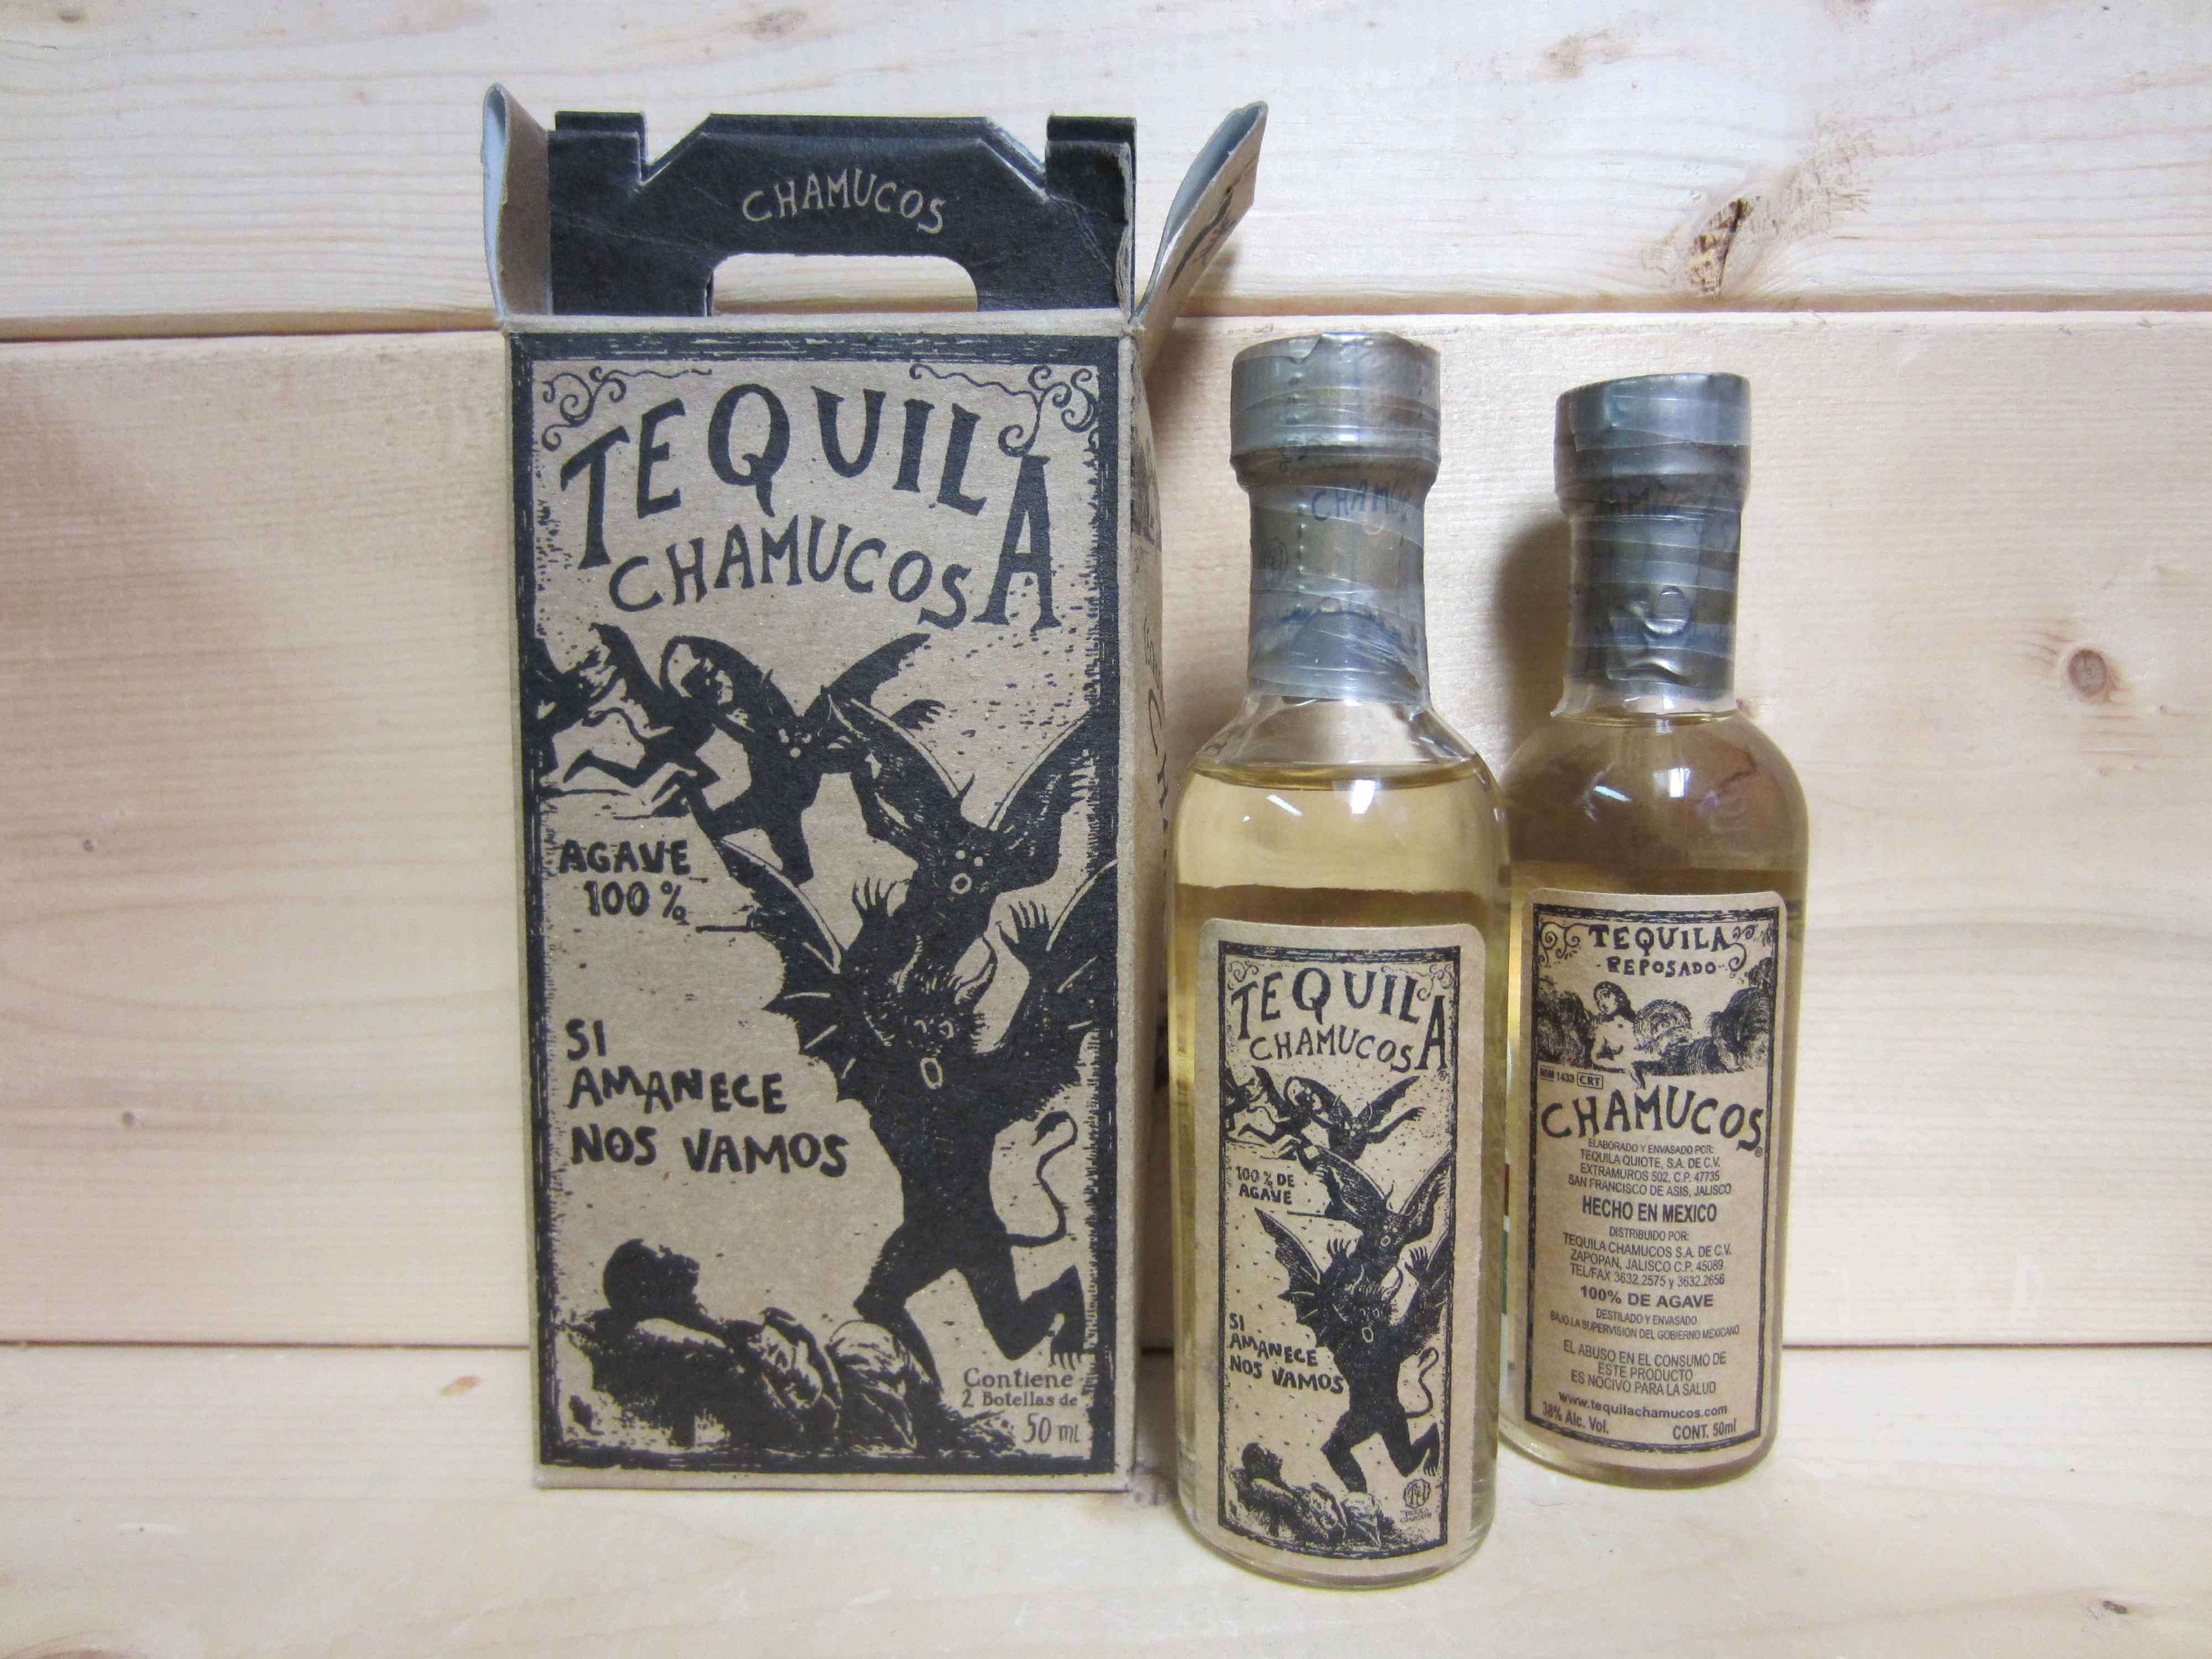 CHAMUCOS
TEQUILA
CHAMUCOS
AGAVE
100%
SI
AMANECE
NOS VAMOS
Contiene
2 Botellas de
50 mL
CHAMUC
TEQUILA
CHAMUCOS
100% DE
AGAVE
SI
AMANECE
NOS VAMOS
TEQUILA
REPOSADO
NOM 1433 CRT
CHAMUCOS
ELABORADO Y ENVASADO POR:
TEQUILA QUIOTE, S.A. DE C.V.
EXTRAMUROS 502, C.P. 47735
SAN FRANCISCO DE ASIS, JALISCO
HECHO EN MEXICO
DISTRIBUIDO POR:
TEQUILA CHAMUCOS S.A. DE C.V.
ZAPOPAN, JALISCO C.P. 45089
TEL/FAX 3632.2575 y 3632.2656
100% DE AGAVE
DESTILADO Y ENVASADO
BAJO LA SUPERVISION DEL GOBIERNO MEXICANO
EL ABUSO EN EL CONSUMO DE
ESTE PRODUCTO
ES NOCIVO PARA LA SALUD
www.tequilachamucos.com
38% Alc. Vol. CONT. 50ml